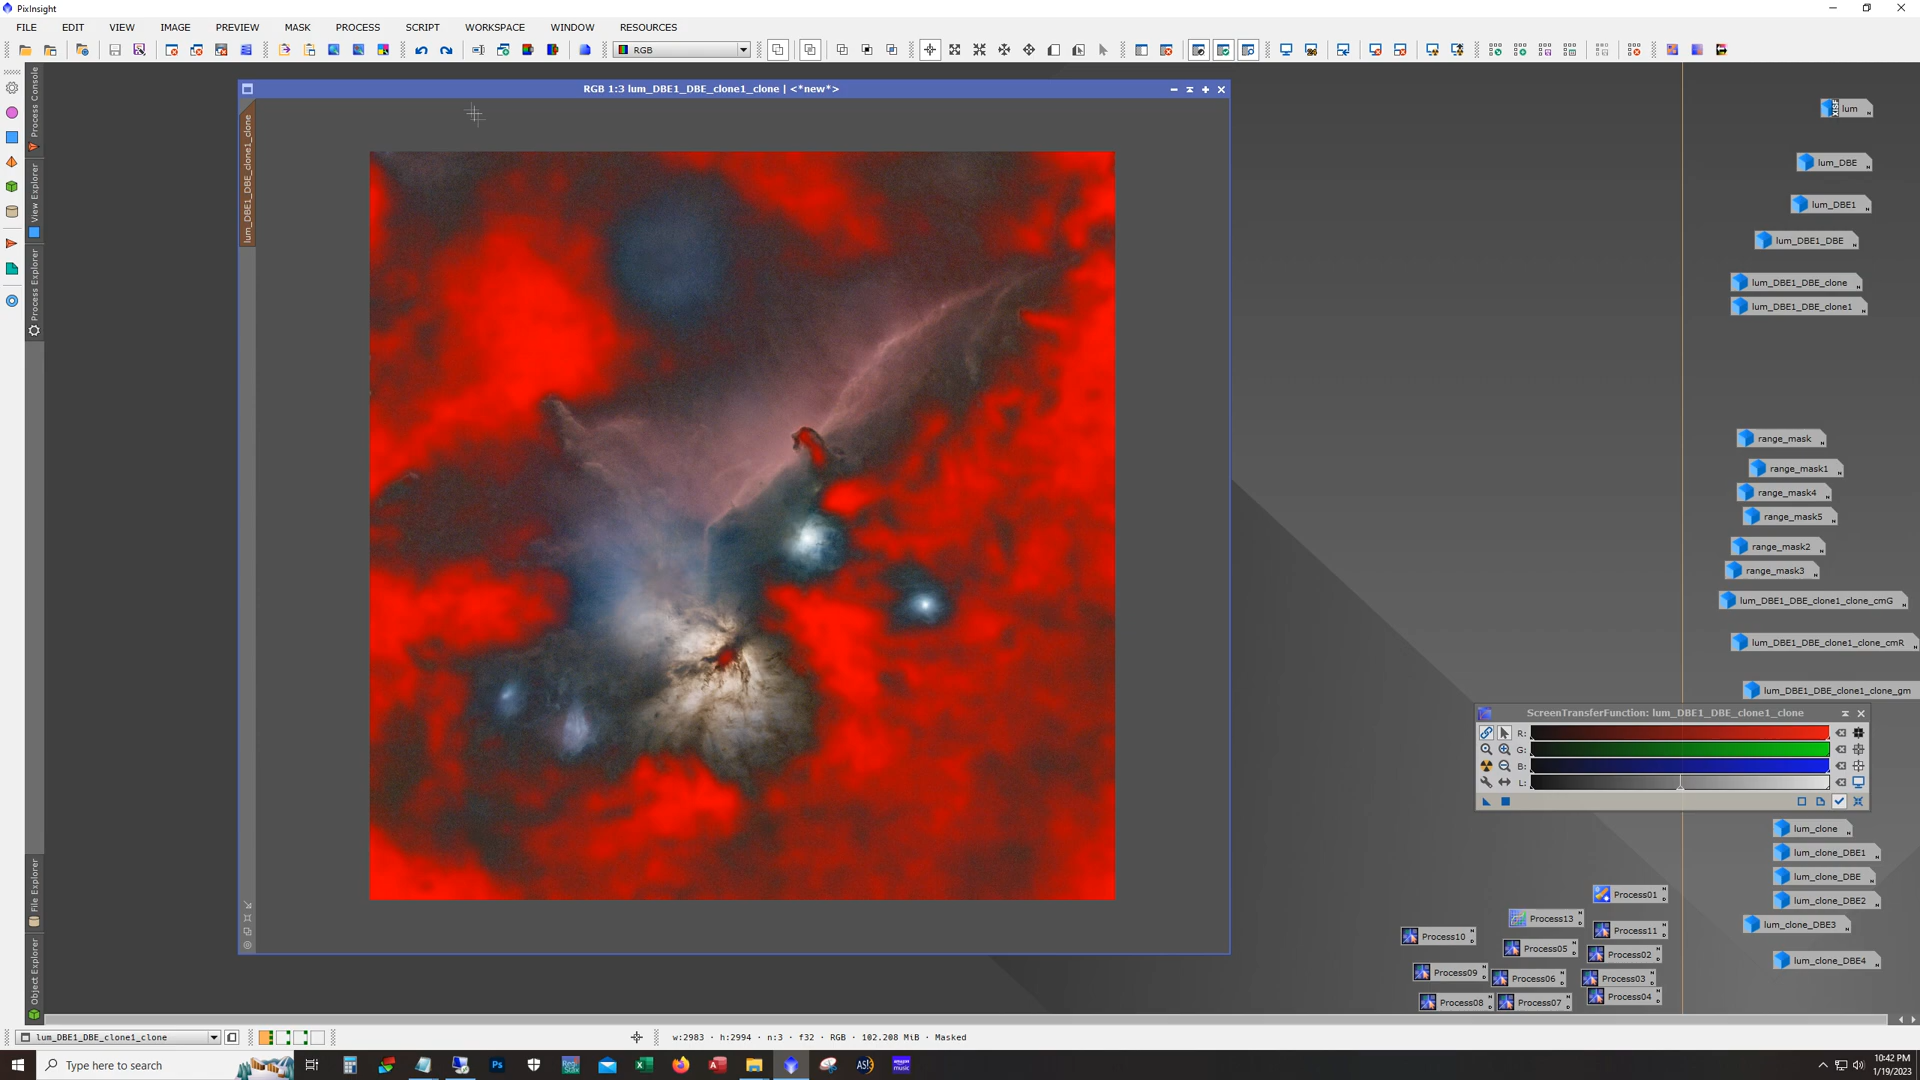 PixInsight
FILE EDIT VIEW IMAGE PREVIEW MASK PROCESS SCRIPT WORKSPACE WINDOW RESOURCES
RGB
Process Console
View Explorer
Process Explorer
File Explorer
Object Explorer
RGB 1:3 lum_DBE1_DBE_clone1_clone | <*new*>
lum_DBE1_DBE_clone1_clone
lum
lum_DBE
lum_DBE1
lum_DBE1_DBE
lum_DBE1_DBE_clone
lum_DBE1_DBE_clone1
range_mask
range_mask1
range_mask4
range_mask5
range_mask2
range_mask3
lum_DBE1_DBE_clone1_clone_cmG
lum_DBE1_DBE_clone1_clone_cmR
lum_DBE1_DBE_clone1_clone_gm
ScreenTransferFunction: lum_DBE1_DBE_clone1_clone
R:
G:
B:
L:
lum_clone
lum_clone_DBE1
lum_clone_DBE
lum_clone_DBE2
lum_clone_DBE3
lum_clone_DBE4
Process01
Process13
Process11
Process10
Process05
Process02
Process09
Process06
Process03
Process08
Process07
Process04
lum_DBE1_DBE_clone1_clone
w:2983 · h:2994 · n:3 · f32 · RGB · 102.208 MiB · Masked
Type here to search
10:42 PM
1/19/2023